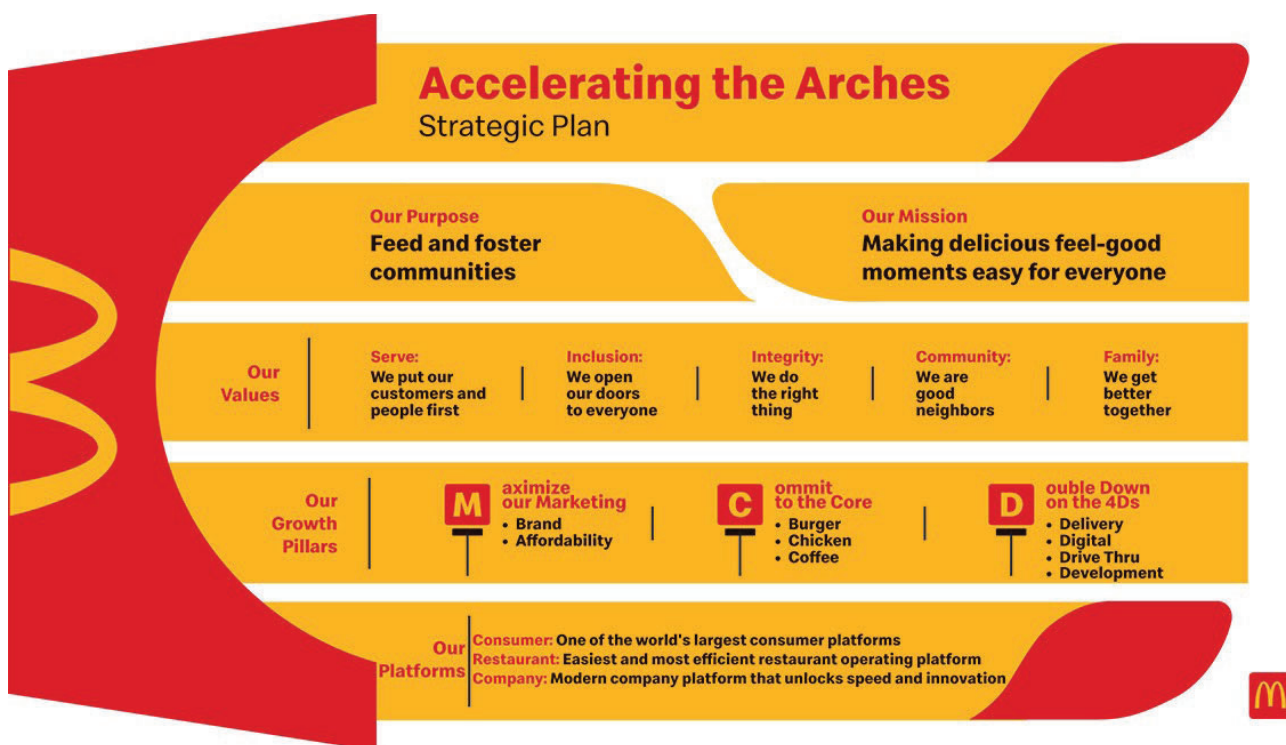 Accelerating the Arches
Strategic Plan
Our Purpose
Feed and foster
communities
Our Mission
Making delicious feel-good
moments easy for everyone
Our
Values
Serve:
We put our
customers and
people first
Inclusion:
We open
our doors
to everyone
Integrity:
We do
the right
thing
Community:
We are
good
neighbors
Family:
We get
better
together
Our
Growth
Pillars
Maximize
our Marketing
• Brand
• Affordability
Commit
to the Core
• Burger
• Chicken
• Coffee
Double Down
on the 4Ds
• Delivery
• Digital
• Drive Thru
• Development
Our
Platforms
Consumer: One of the world's largest consumer platforms
Restaurant: Easiest and most efficient restaurant operating platform
Company: Modern company platform that unlocks speed and innovation